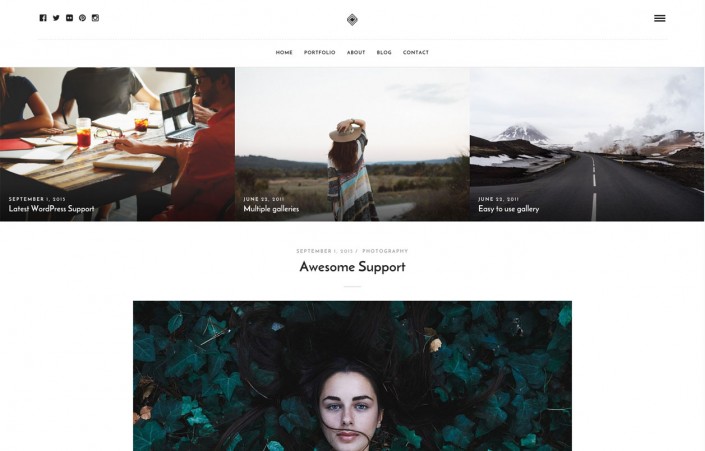 HOME PORTFOLIO ABOUT BLOG CONTACT
SEPTEMBER 1, 2015
Latest WordPress Support
JUNE 22, 2011
Multiple galleries
JUNE 22, 2011
Easy to use gallery
SEPTEMBER 1, 2015 / PHOTOGRAPHY
Awesome Support